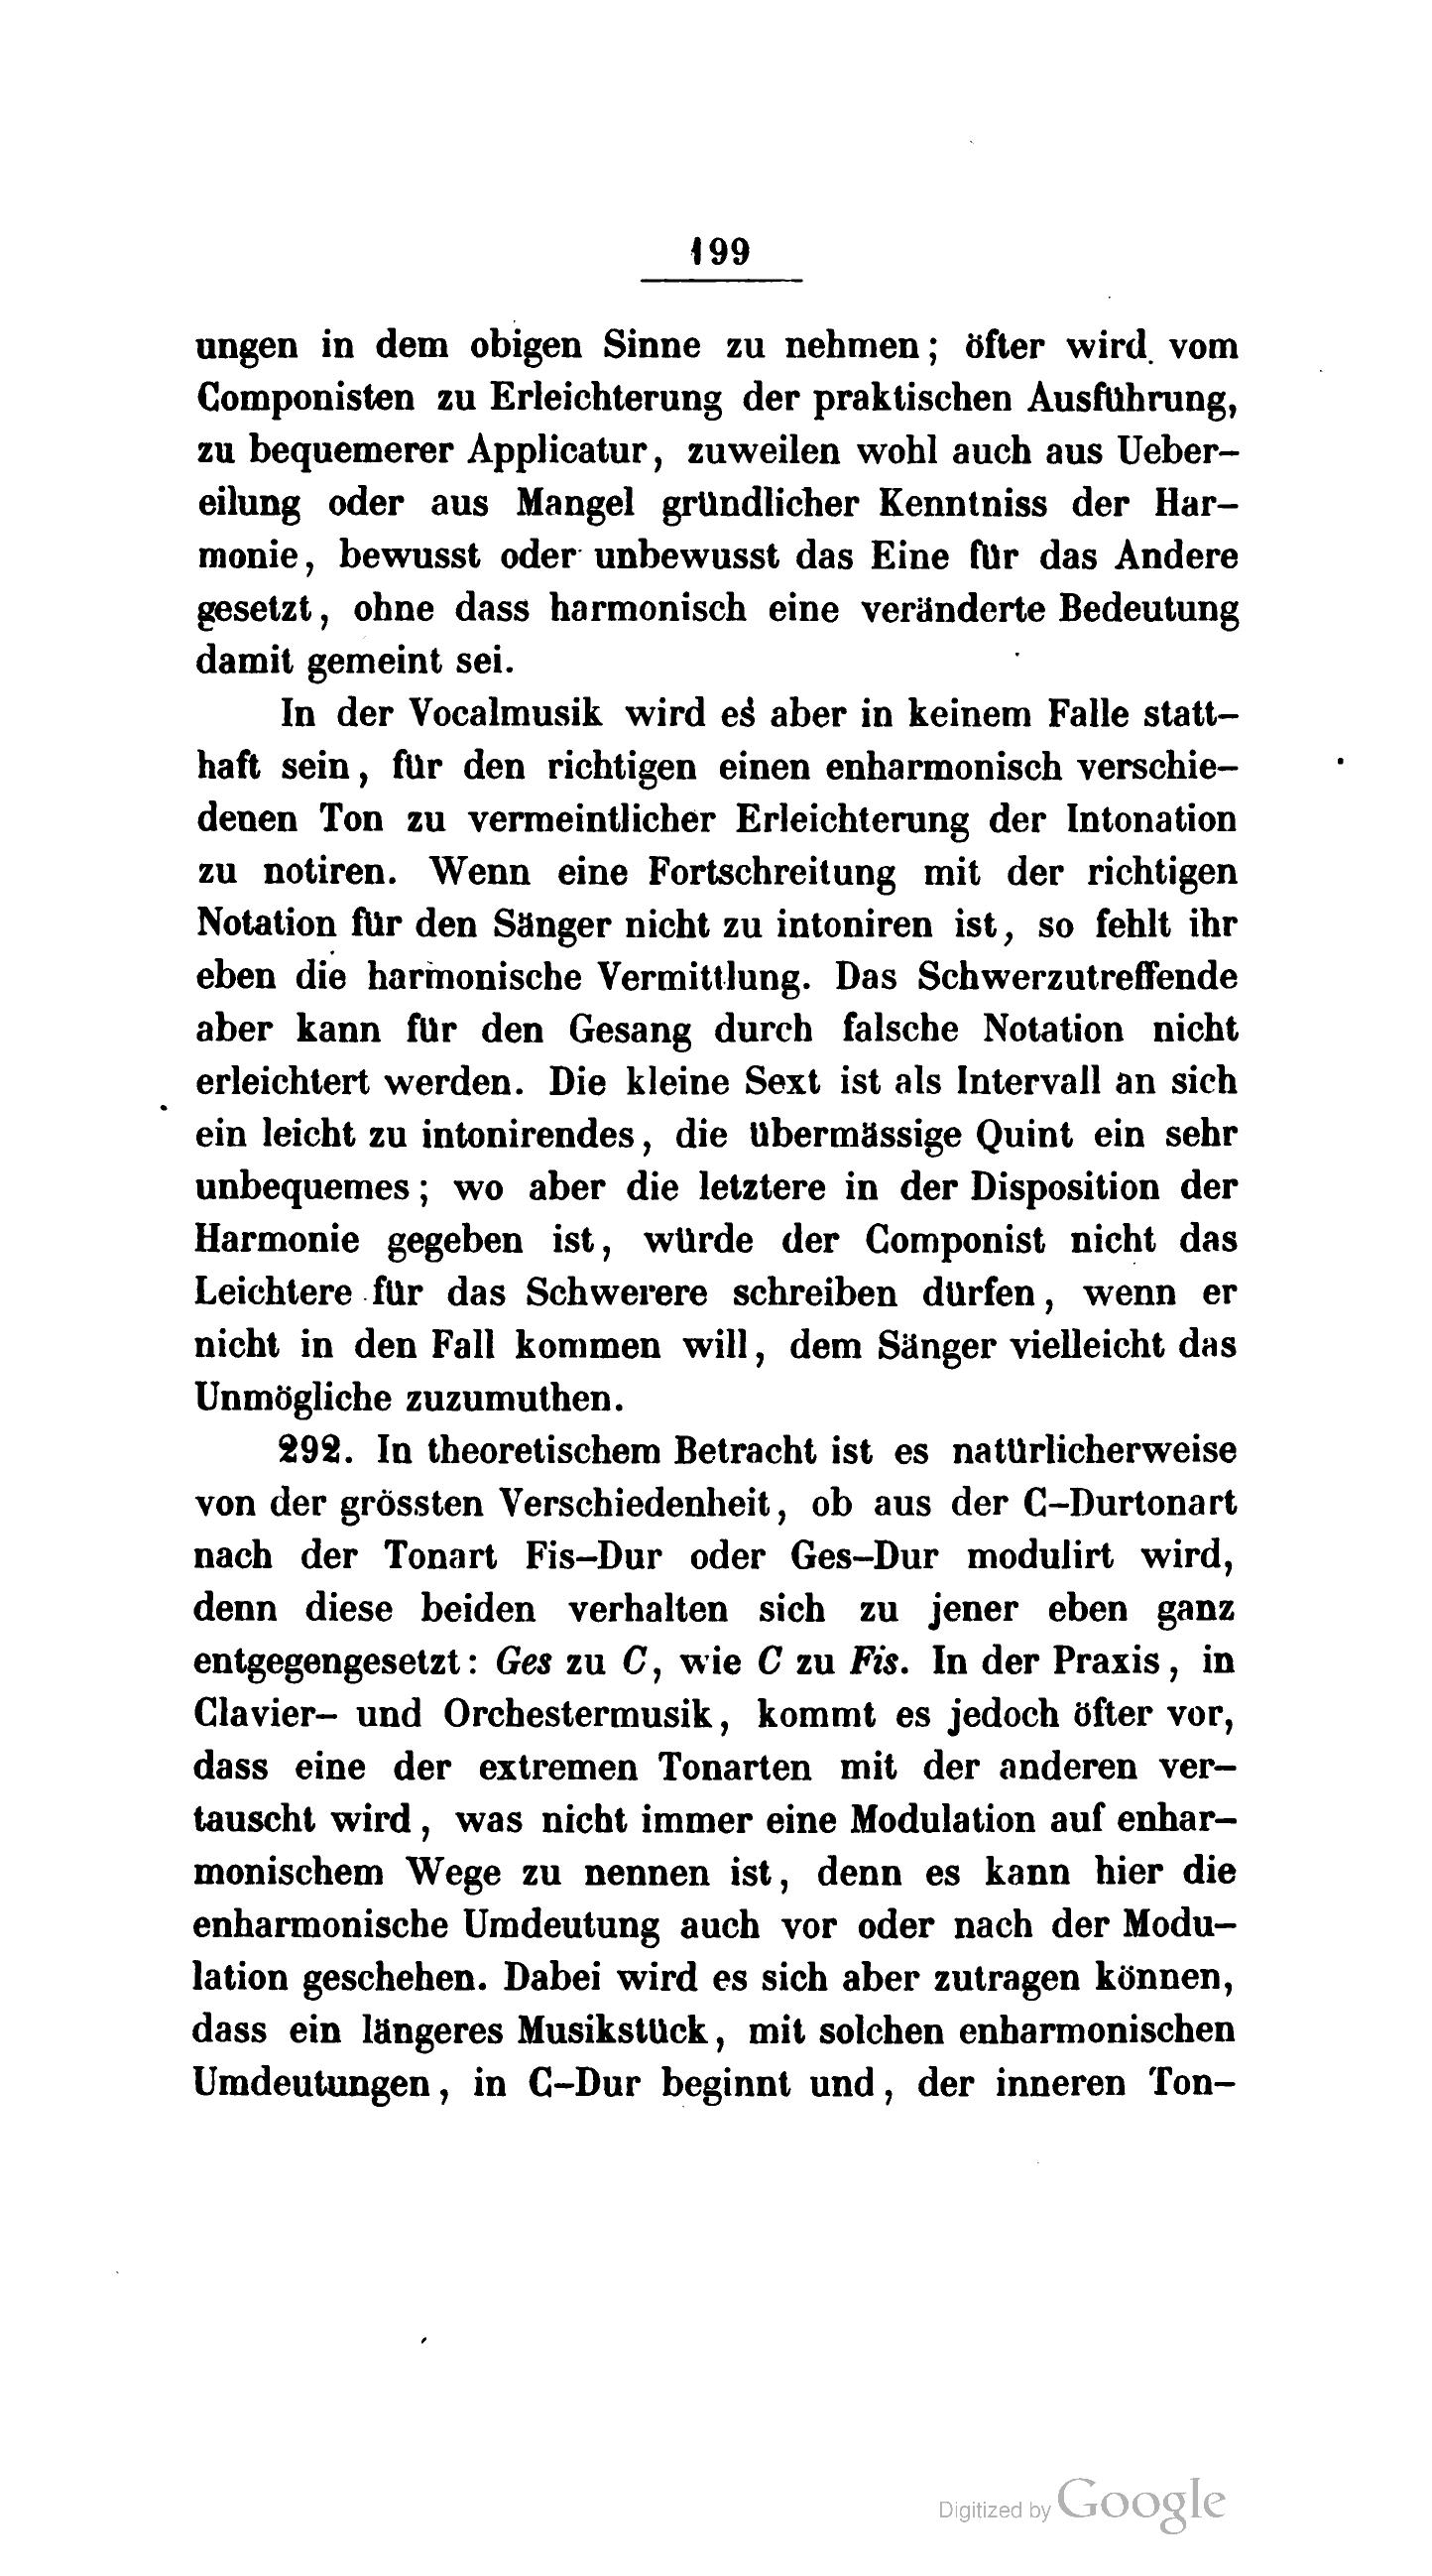 199
ungen in dem obigen Sinne zu nehmen; öfter wird vom
Componisten zu Erleichterung der praktischen Ausführung,
zu bequemerer Applicatur, zuweilen wohl auch aus Ueber-
eilung oder aus Mangel gründlicher Kenntniss der Har-
monie, bewusst oder unbewusst das Eine für das Andere
gesetzt, ohne dass harmonisch eine veränderte Bedeutung
damit gemeint sei.
In der Vocalmusik wird es aber in keinem Falle statt-
haft sein, für den richtigen einen enharmonisch verschie-
denen Ton zu vermeintlicher Erleichterung der Intonation
zu notiren. Wenn eine Fortschreitung mit der richtigen
Notation für den Sänger nicht zu intoniren ist, so fehlt ihr
eben die harmonische Vermittlung. Das Schwerzutreffende
aber kann für den Gesang durch falsche Notation nicht
erleichtert werden. Die kleine Sext ist als Intervall an sich
ein leicht zu intonirendes, die übermässige Quint ein sehr
unbequemes; wo aber die letztere in der Disposition der
Harmonie gegeben ist, würde der Componist nicht das
Leichtere für das Schwerere schreiben dürfen, wenn er
nicht in den Fall kommen will, dem Sänger vielleicht das
Unmögliche zuzumuthen.
292. In theoretischem Betracht ist es natürlicherweise
von der grössten Verschiedenheit, ob aus der C-Durtonart
nach der Tonart Fis-Dur oder Ges-Dur modulirt wird,
denn diese beiden verhalten sich zu jener eben ganz
entgegengesetzt: Ges zu C, wie C zu Fis. In der Praxis, in
Clavier- und Orchestermusik, kommt es jedoch öfter vor,
dass eine der extremen Tonarten mit der anderen ver-
tauscht wird, was nicht immer eine Modulation auf enhar-
monischem Wege zu nennen ist, denn es kann hier die
enharmonische Umdeutung auch vor oder nach der Modu-
lation geschehen. Dabei wird es sich aber zutragen können,
dass ein längeres Musikstück, mit solchen enharmonischen
Umdeutungen, in C-Dur beginnt und, der inneren Ton-
Digitized by Google